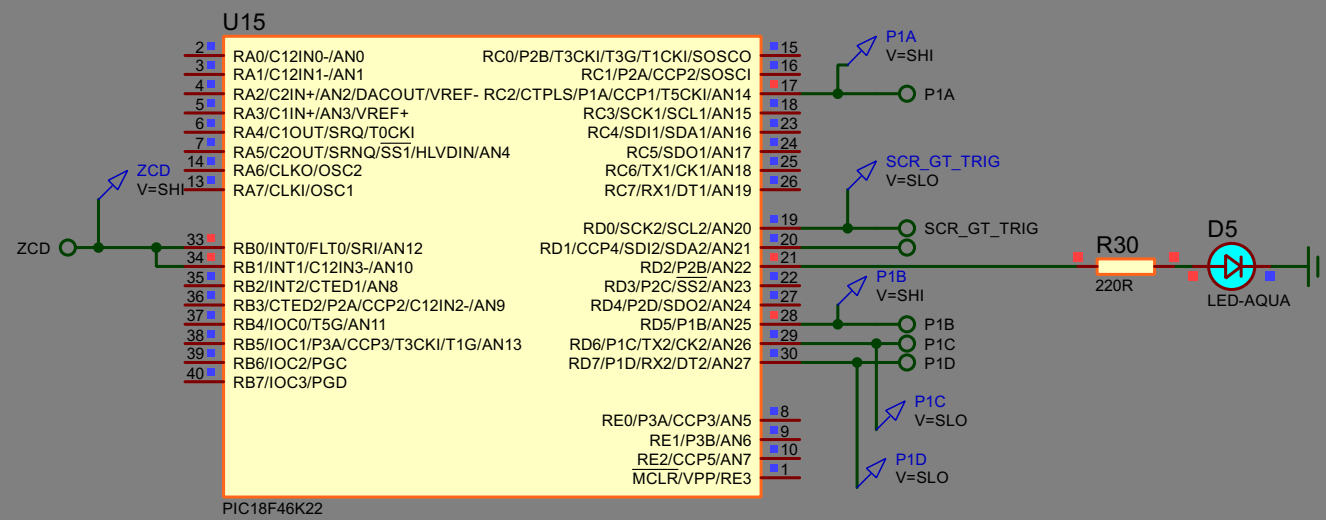 U15
2 RA0/C12IN0-/AN0 RC0/P2B/T3CKI/T3G/T1CKI/SOSCO 15
3 RA1/C12IN1-/AN1 RC1/P2A/CCP2/SOSCI 16
4 RA2/C2IN+/AN2/DACOUT/VREF- RC2/CTPLS/P1A/CCP1/T5CKI/AN14 17
5 RA3/C1IN+/AN3/VREF+ RC3/SCK1/SCL1/AN15 18
6 RA4/C1OUT/SRQ/T0CKI RC4/SDI1/SDA1/AN16 23
7 RA5/C2OUT/SRNQ/SS1/HLVDIN/AN4 RC5/SDO1/AN17 24
14 RA6/CLKO/OSC2 RC6/TX1/CK1/AN18 25
13 RA7/CLKI/OSC1 RC7/RX1/DT1/AN19 26
P1A
V=SHI
P1A
ZCD
V=SHI
SCR_GT_TRIG
V=SLO
RD0/SCK2/SCL2/AN20 19 SCR_GT_TRIG
ZCD 33 RB0/INT0/FLT0/SRI/AN12 RD1/CCP4/SDI2/SDA2/AN21 20
34 RB1/INT1/C12IN3-/AN10 RD2/P2B/AN22 21
35 RB2/INT2/CTED1/AN8 RD3/P2C/SS2/AN23 22
36 RB3/CTED2/P2A/CCP2/C12IN2-/AN9 RD4/P2D/SDO2/AN24 27
37 RB4/IOC0/T5G/AN11 RD5/P1B/AN25 28 P1B
38 RB5/IOC1/P3A/CCP3/T3CKI/T1G/AN13 RD6/P1C/TX2/CK2/AN26 29 P1C
39 RB6/IOC2/PGC RD7/P1D/RX2/DT2/AN27 30 P1D
40 RB7/IOC3/PGD
P1B
V=SHI
R30
220R
D5
LED-AQUA
P1C
V=SLO
P1D
V=SLO
RE0/P3A/CCP3/AN5 8
RE1/P3B/AN6 9
RE2/CCP5/AN7 10
MCLR/VPP/RE3 1
PIC18F46K22